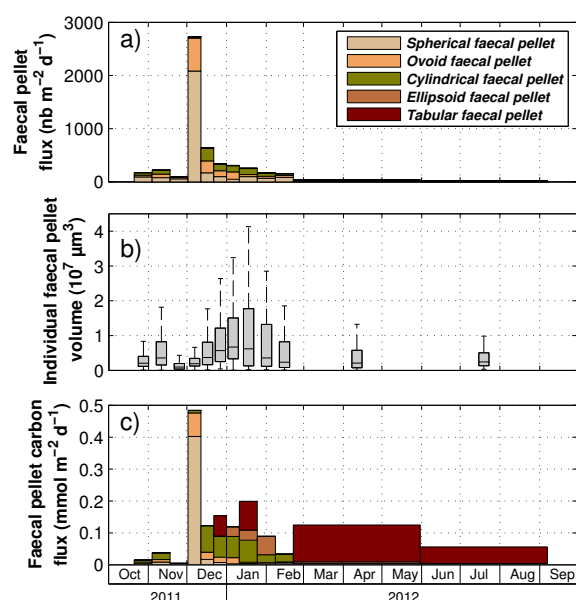 Faecal pellet
flux (nb m⁻² d⁻¹)
3000
2000
1000
0
a)
Spherical faecal pellet
Ovoid faecal pellet
Cylindrical faecal pellet
Ellipsoid faecal pellet
Tabular faecal pellet
Individual faecal pellet
volume (10⁷ µm³)
4
3
2
1
0
b)
Faecal pellet carbon
flux (mmol m⁻² d⁻¹)
0.5
0.4
0.3
0.2
0.1
0
c)
Oct Nov Dec Jan Feb Mar Apr May Jun Jul Aug Sep
2011 2012